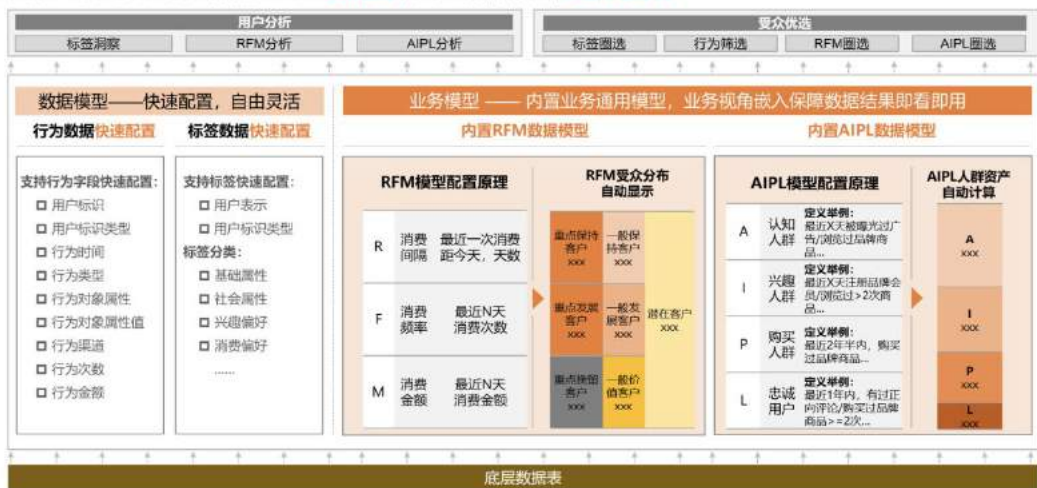 用户分析
标签洞察
RFM分析
AIPL分析
受众优选
标签圈选
行为筛选
RFM圈选
AIPL圈选
数据模型——快速配置，自由灵活
行为数据快速配置
标签数据快速配置
支持行为字段快速配置：
用户标识
用户标识类型
行为时间
行为类型
行为对象属性
行为对象属性值
行为渠道
行为次数
行为金额
支持标签快速配置：
用户表示
用户标识类型
标签分类：
基础属性
社会属性
兴趣偏好
消费偏好
......
业务模型 —— 内置业务通用模型，业务视角嵌入保障数据结果即看即用
内置RFM数据模型
RFM模型配置原理
R
消费
间隔
最近一次消费
距今天，天数
F
消费
频率
最近N天
消费次数
M
消费
金额
最近N天
消费金额
RFM受众分布
自动显示
重点保持
客户
xxx
一般保
持客户
xxx
重点发展
客户
xxx
一般发
展客户
xxx
重点挽留
客户
xxx
一般价
值客户
xxx
潜在客户
xxx
内置AIPL数据模型
AIPL模型配置原理
A
认知
人群
定义举例：
最近X天被曝光过广
告/浏览过品牌商
品...
I
兴趣
人群
定义举例：
最近X天注册品牌会
员/浏览过>2次商
品...
P
购买
人群
定义举例：
最近2年半内，购买
过品牌商品...
L
忠诚
用户
定义举例：
最近1年内，有过正
向评论/购买过品牌
商品>=2次...
AIPL人群资产
自动计算
A
xxx
I
xxx
P
xxx
L
xxx
底层数据表